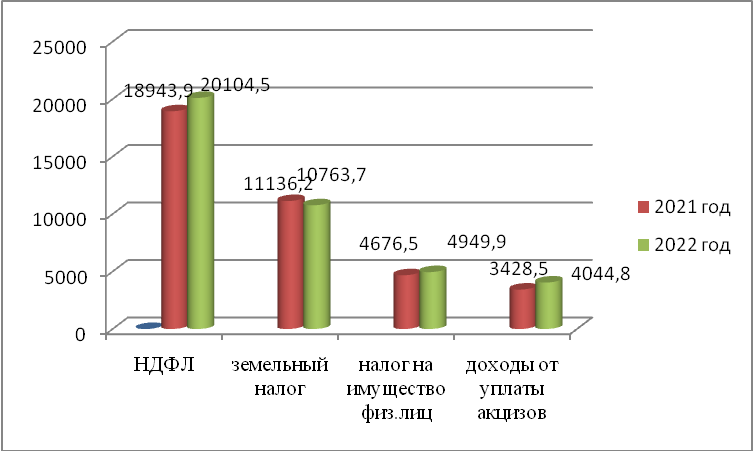 25000
20000
15000
10000
5000
0
18943,9
20104,5
11136,2
10763,7
4676,5
4949,9
3428,5
4044,8
НДФЛ
земельный
налог
налог на
имущество
физ.лиц
доходы от
уплаты
акцизов
2021 год
2022 год